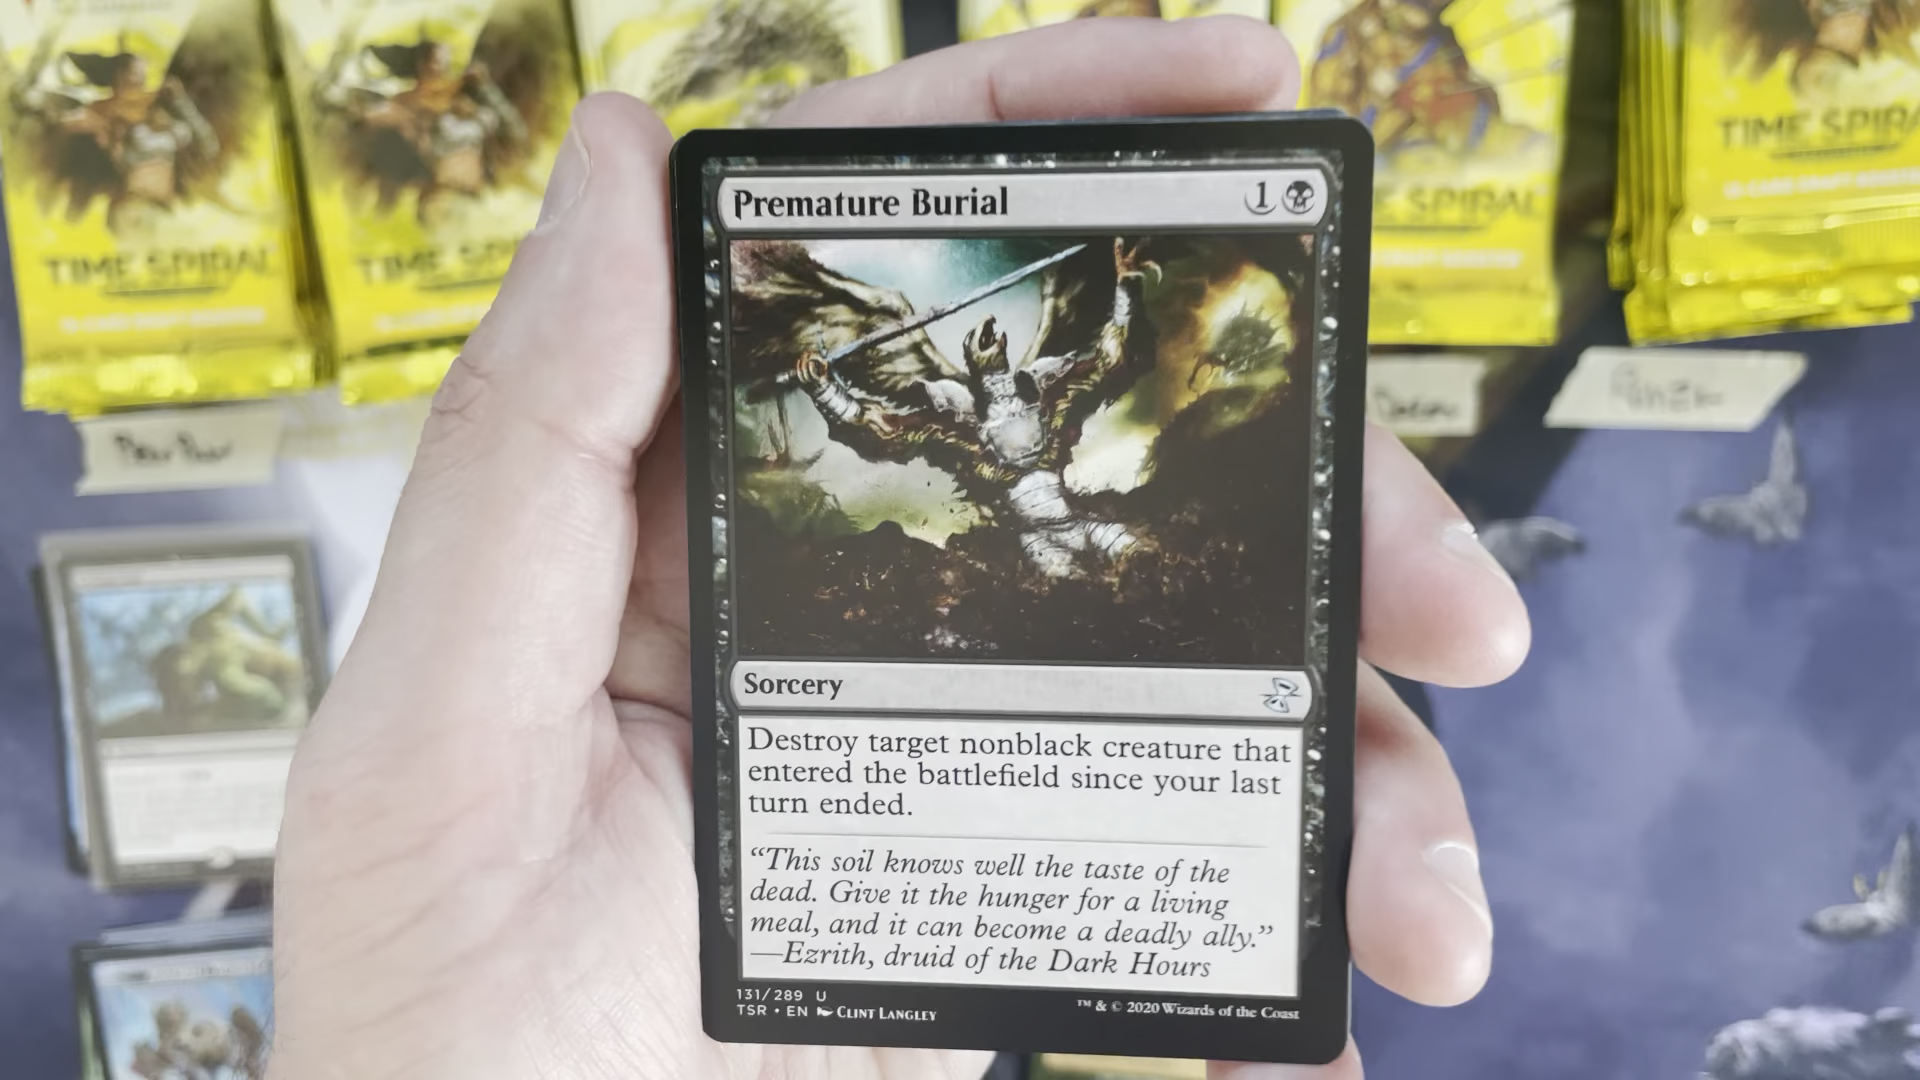 TIME SPIRAL
TIME SPI
TIME SPIRA
E SPIRAL
Premature Burial
1
Sorcery
Destroy target nonblack creature that
entered the battlefield since your last
turn ended.
“This soil knows well the taste of the
dead. Give it the hunger for a living
meal, and it can become a deadly ally.”
—Ezrith, druid of the Dark Hours
131/289 U
TSR • EN CLINT LANGLEY
™ & © 2020 Wizards of the Coast